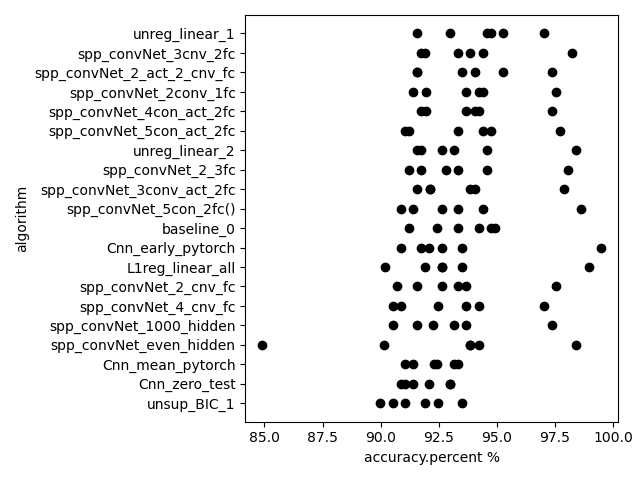 unreg_linear_1
spp_convNet_3cnv_2fc
spp_convNet_2_act_2_cnv_fc
spp_convNet_2conv_1fc
spp_convNet_4con_act_2fc
spp_convNet_5con_act_2fc
unreg_linear_2
spp_convNet_2_3fc
spp_convNet_3conv_act_2fc
spp_convNet_5con_2fc()
baseline_0
Cnn_early_pytorch
L1reg_linear_all
spp_convNet_2_cnv_fc
spp_convNet_4_cnv_fc
spp_convNet_1000_hidden
spp_convNet_even_hidden
Cnn_mean_pytorch
Cnn_zero_test
unsup_BIC_1
algorithm
85.0 87.5 90.0 92.5 95.0 97.5 100.0
accuracy.percent %